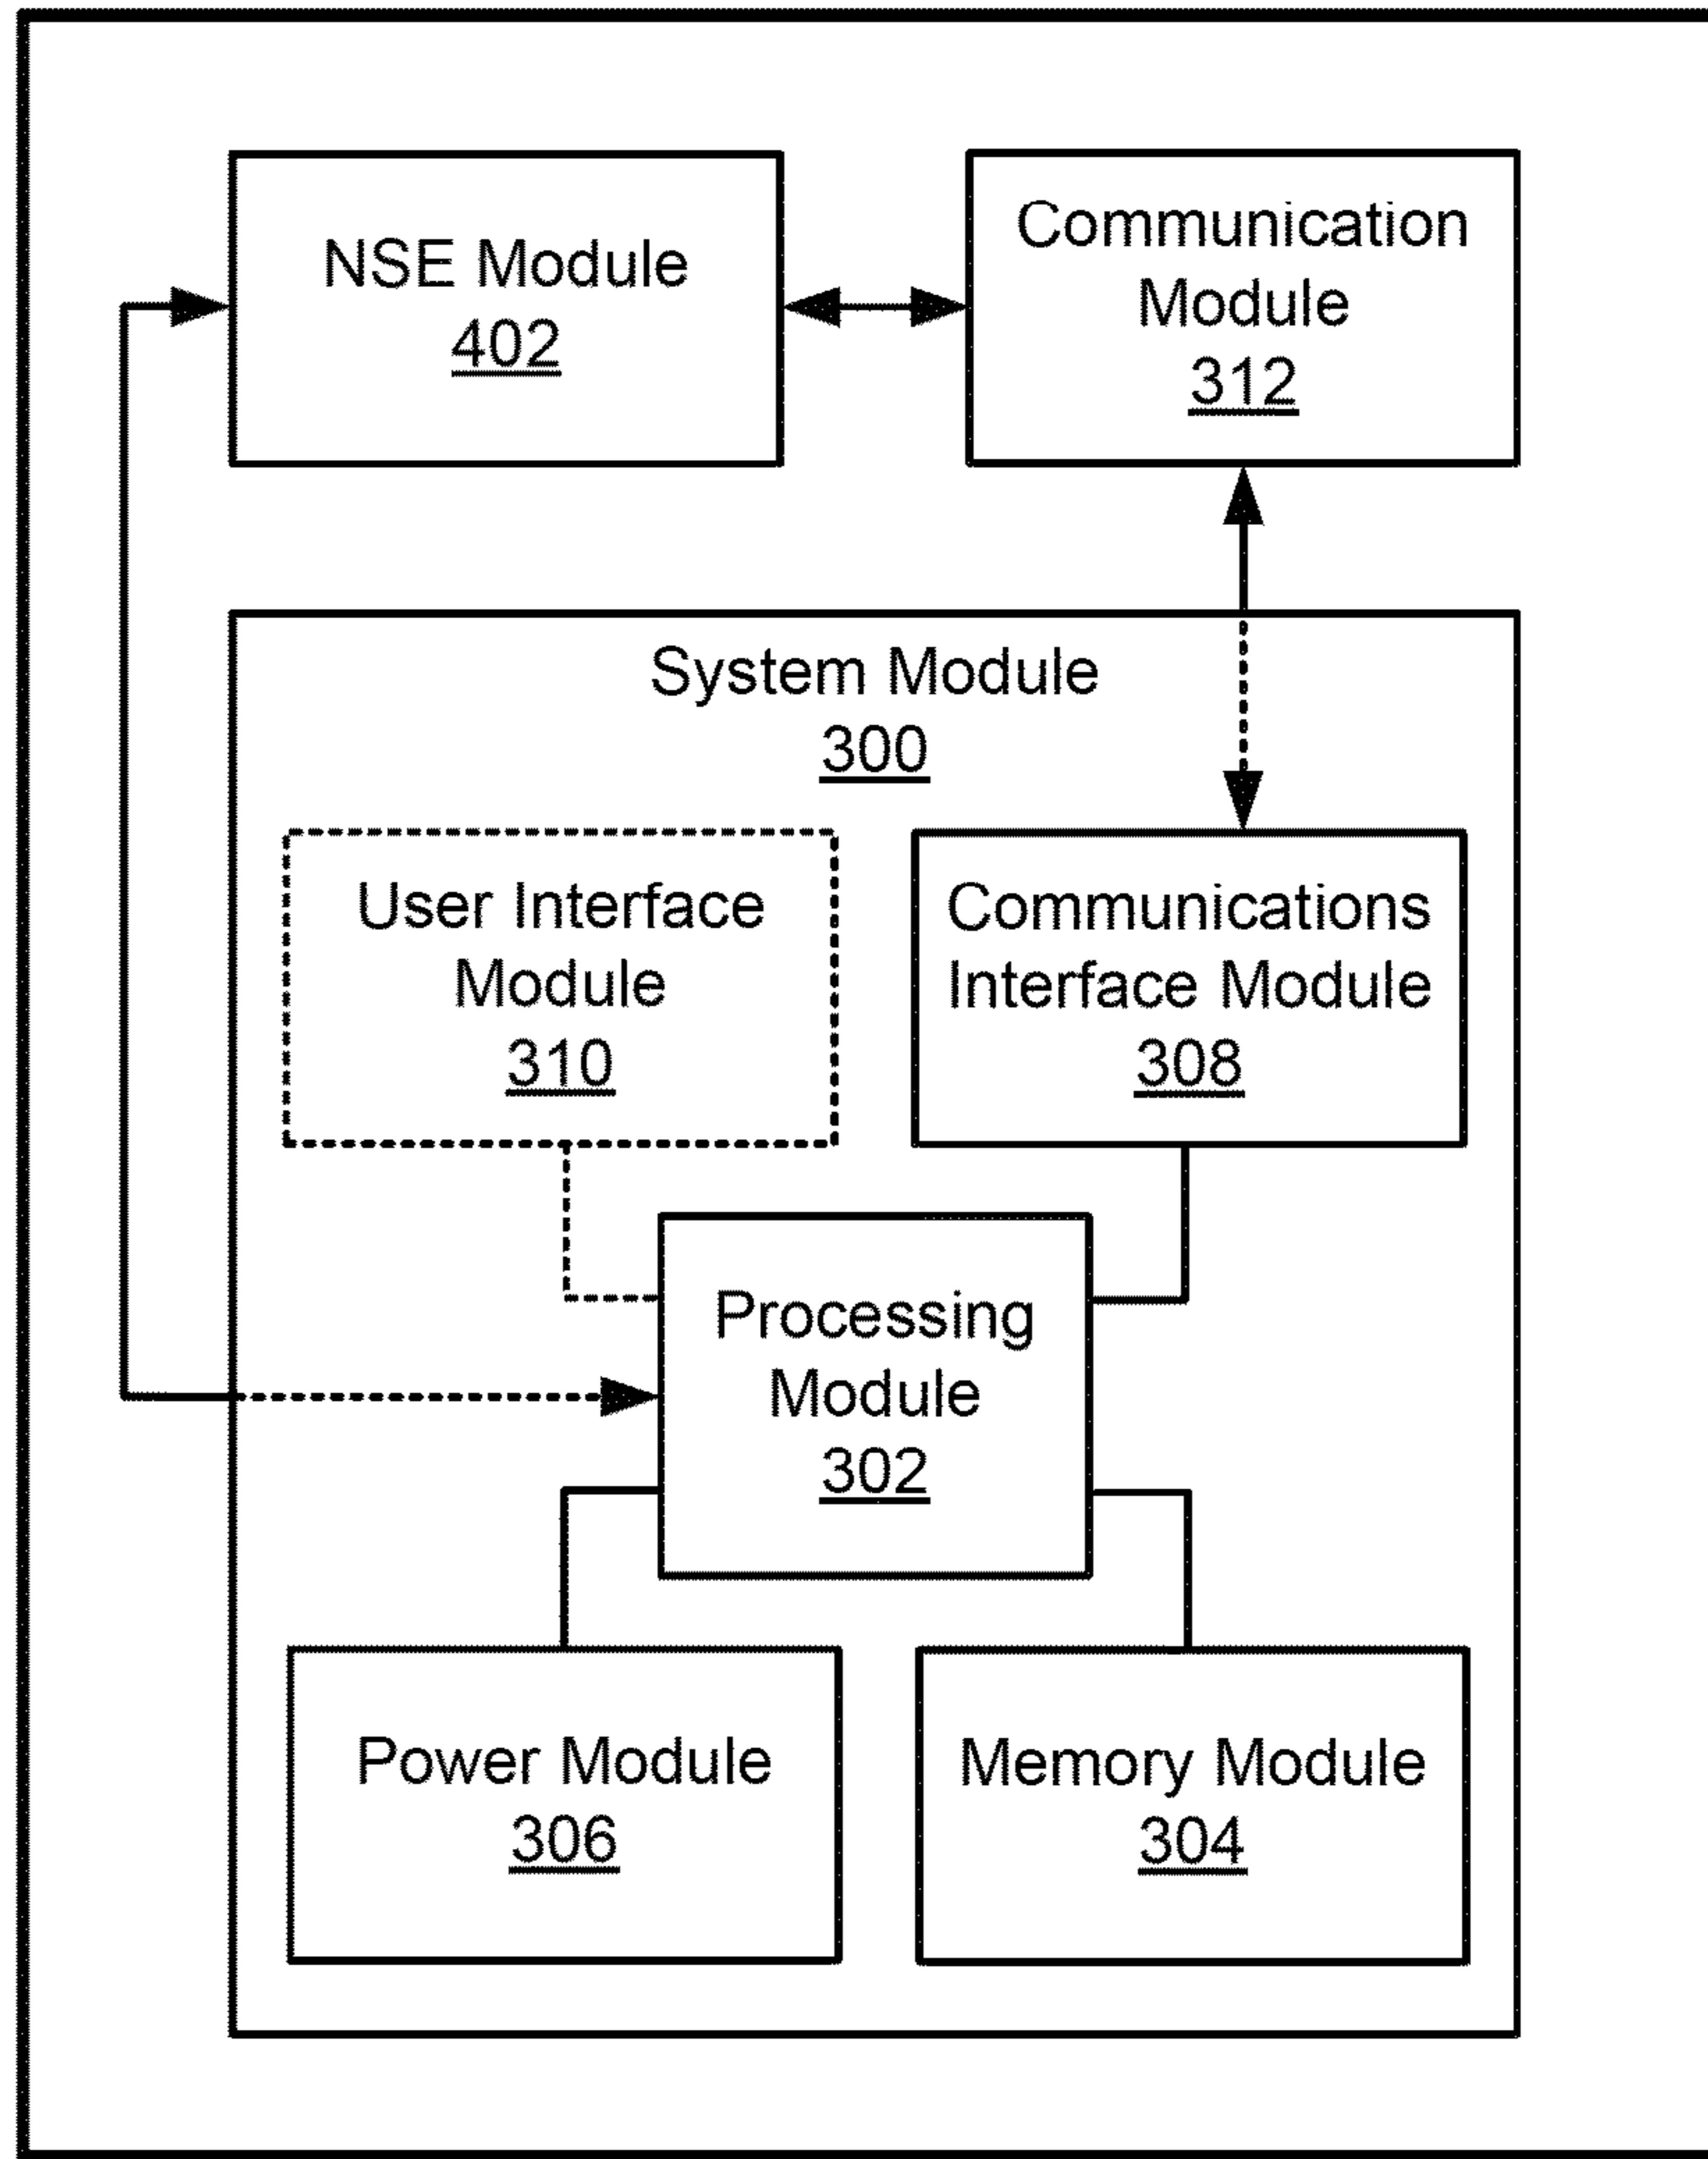 NSE Module
402
Communication
Module
312
System Module
300
User Interface
Module
310
Communications
Interface Module
308
Processing
Module
302
Power Module
306
Memory Module
304